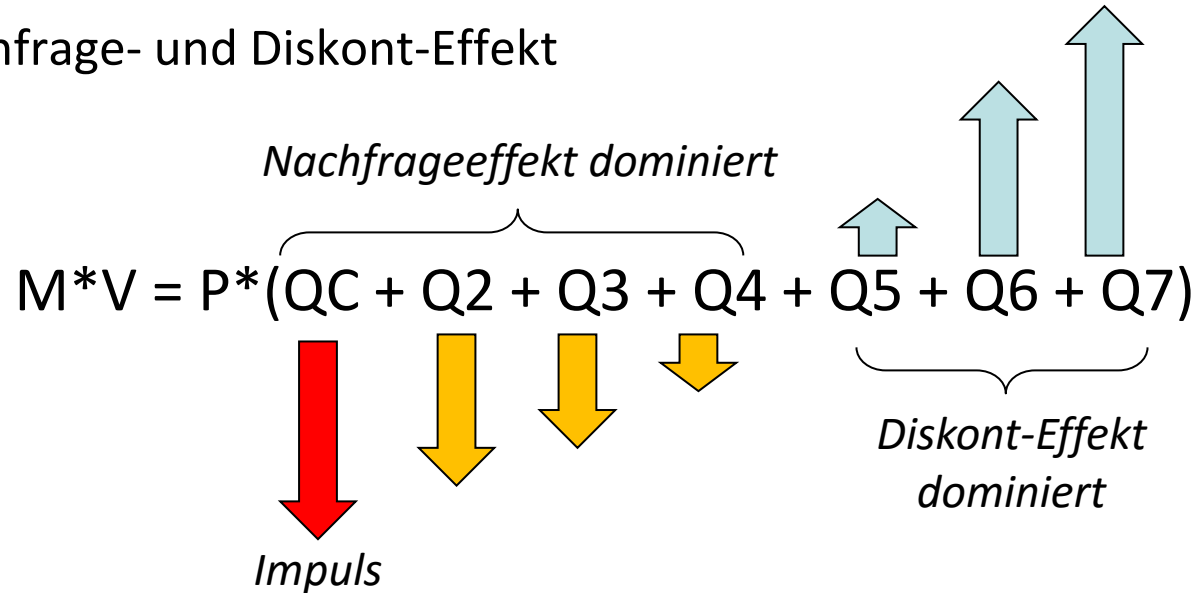 nfrage- und Diskont-Effekt
Nachfrageeffekt dominiert
M*V = P*(QC + Q2 + Q3 + Q4 + Q5 + Q6 + Q7)
Diskont-Effekt
dominiert
Impuls